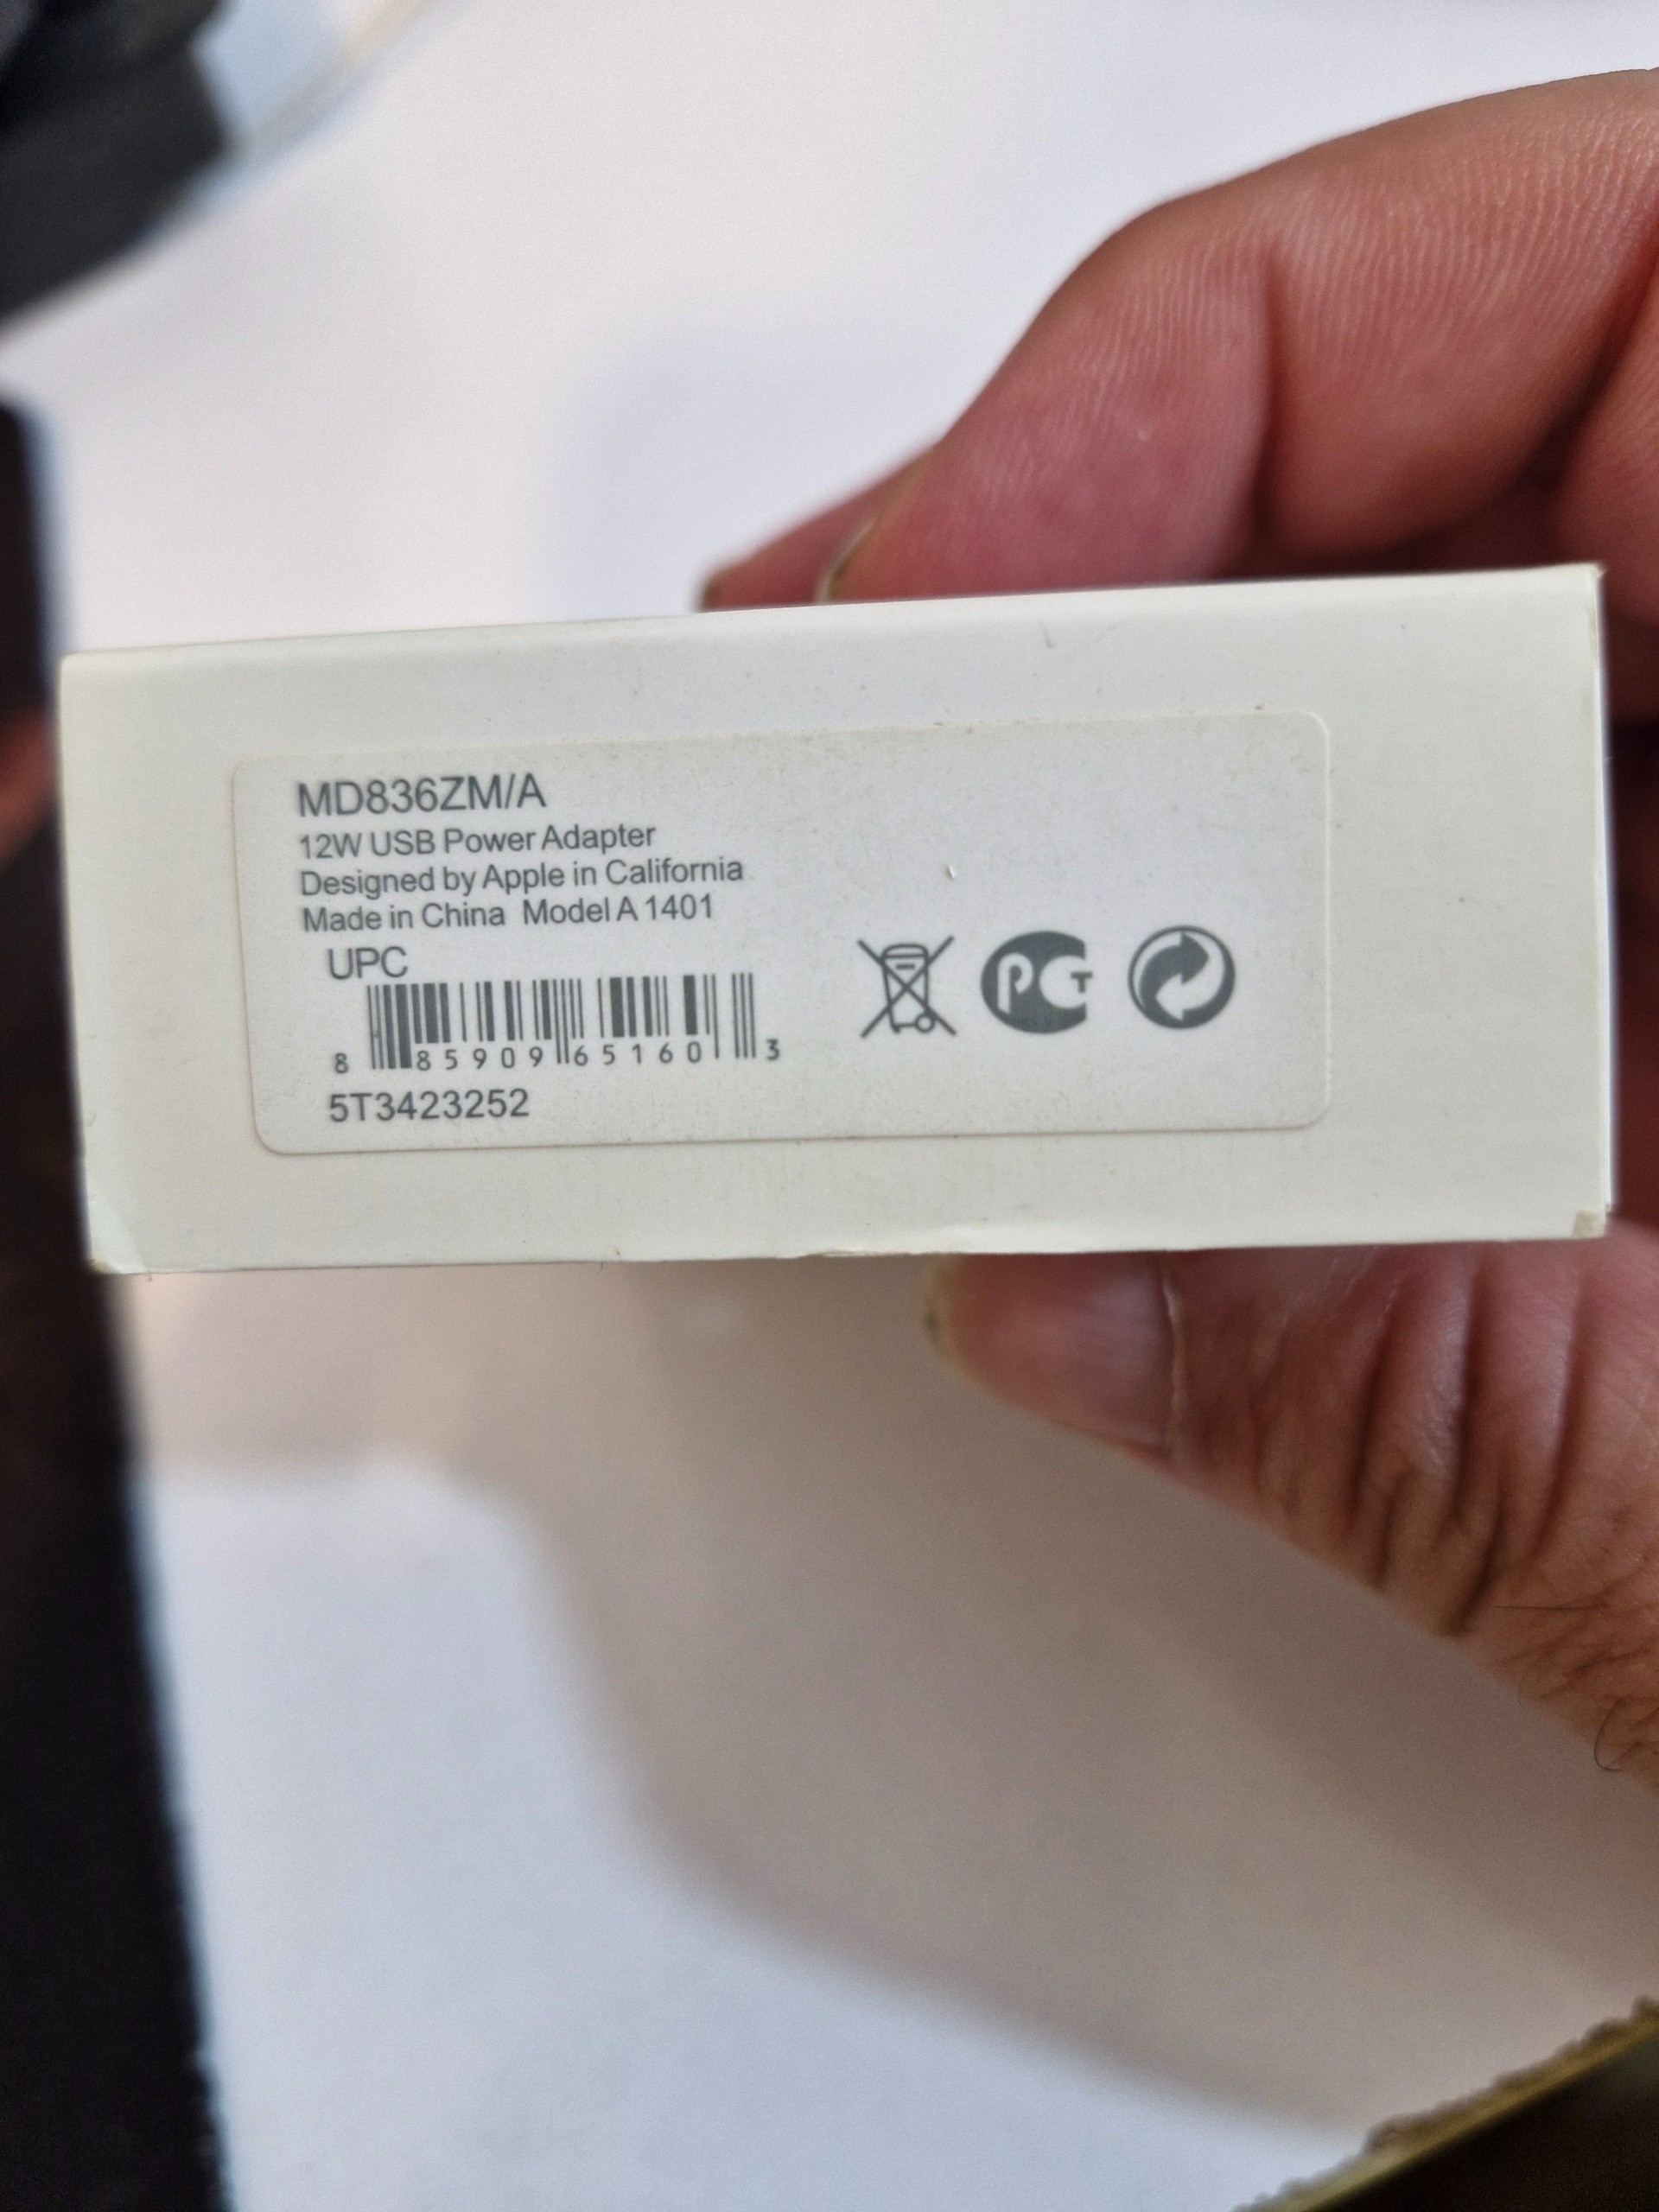 MD836ZM/A
12W USB Power Adapter
Designed by Apple in California
Made in China Model A 1401
UPC
8 85909 65160 3
5T3423252
РСТ